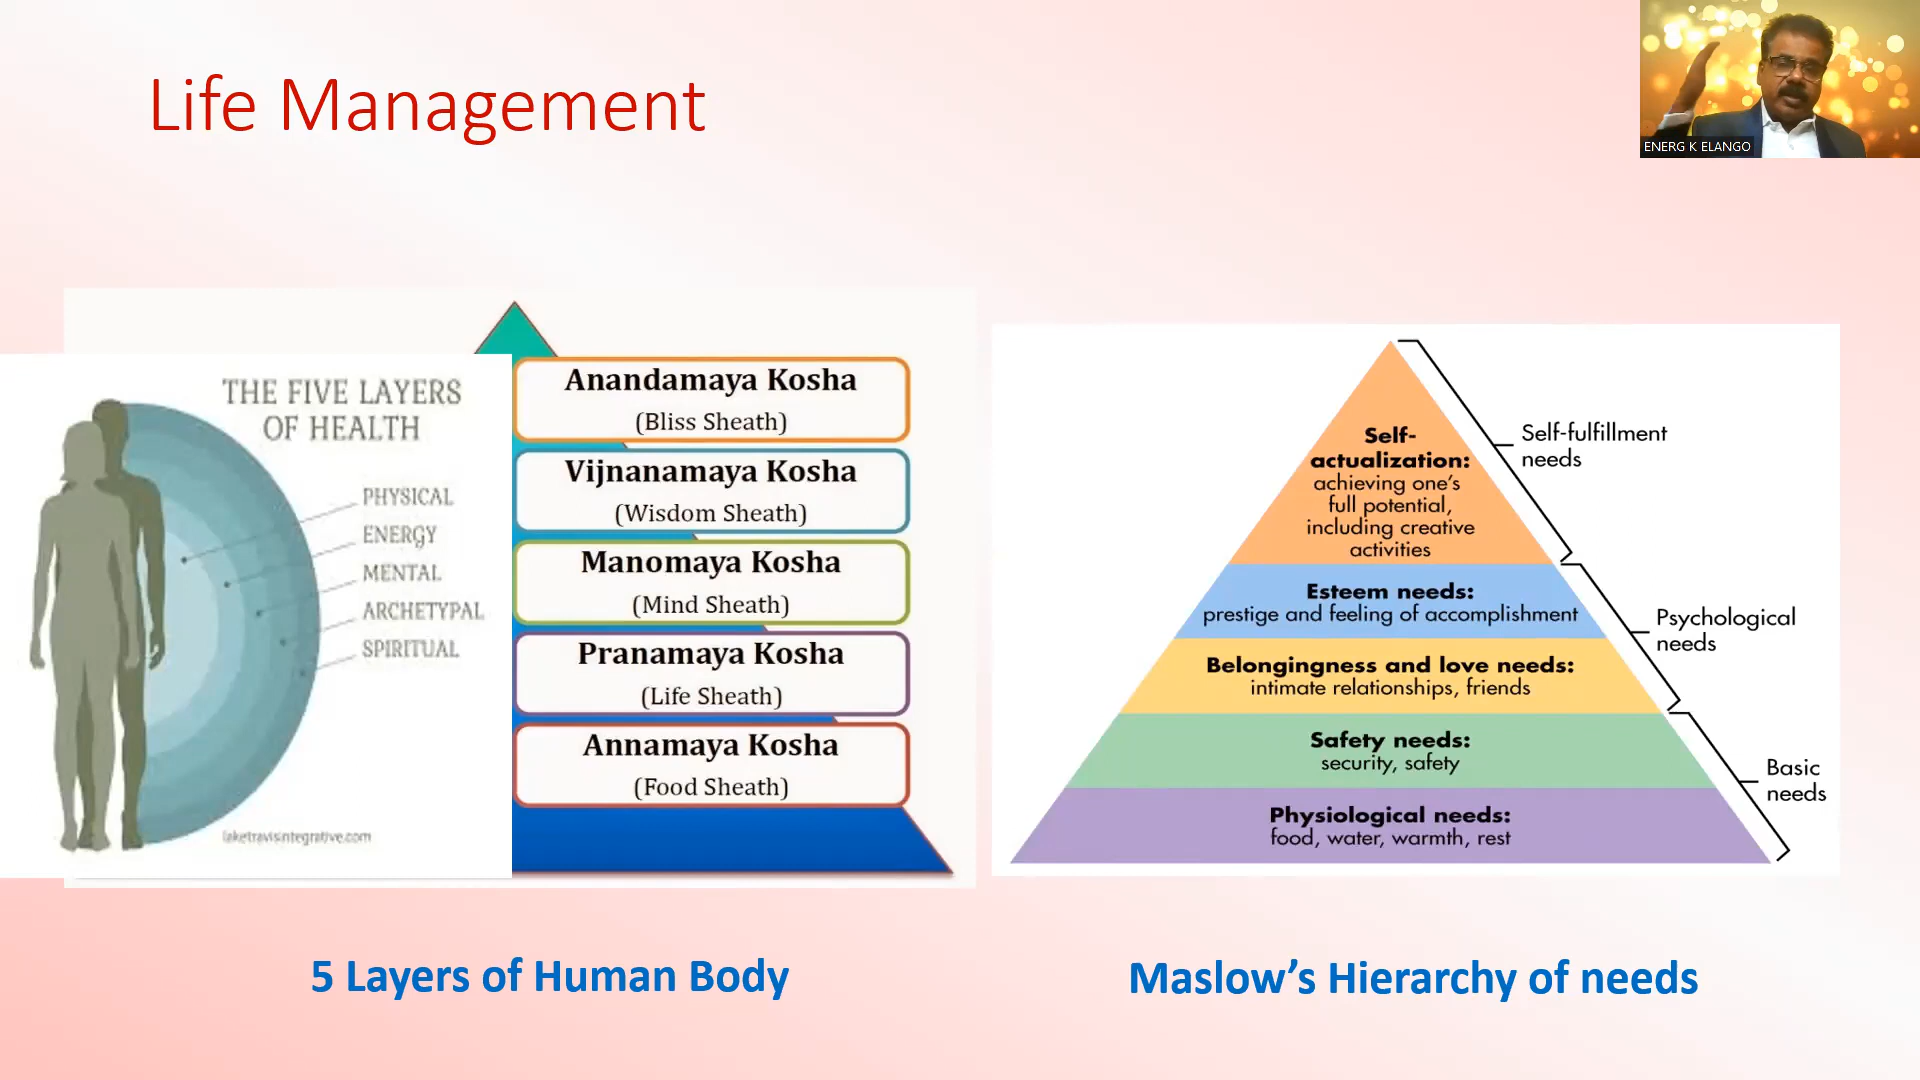 Life Management
ENERG K ELANGO
THE FIVE LAYERS
OF HEALTH
PHYSICAL
ENERGY
MENTAL
ARCHETYPAL
SPIRITUAL
laketravisintegrative.com
Anandamaya Kosha
(Bliss Sheath)
Vijnanamaya Kosha
(Wisdom Sheath)
Manomaya Kosha
(Mind Sheath)
Pranamaya Kosha
(Life Sheath)
Annamaya Kosha
(Food Sheath)
5 Layers of Human Body
Self-
actualization:
achieving one's
full potential,
including creative
activities
Esteem needs:
prestige and feeling of accomplishment
Belongingness and love needs:
intimate relationships, friends
Safety needs:
security, safety
Physiological needs:
food, water, warmth, rest
Self-fulfillment
needs
Psychological
needs
Basic
needs
Maslow’s Hierarchy of needs